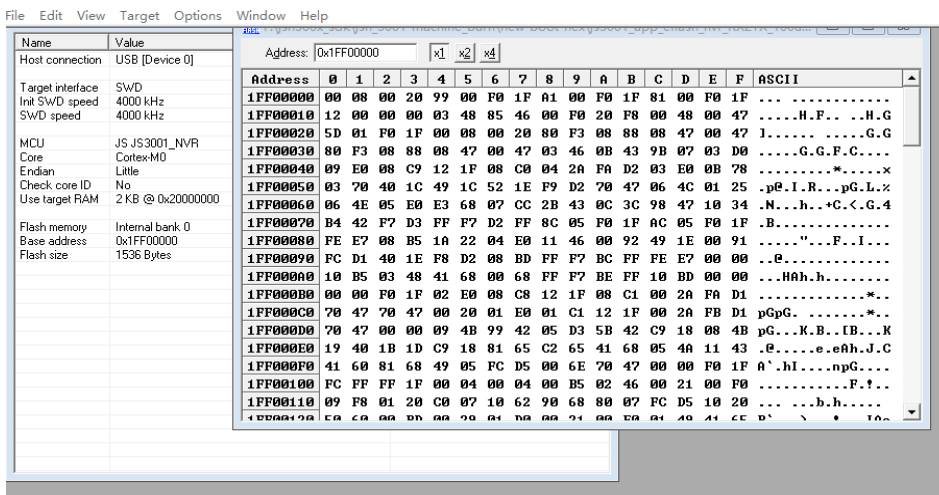 File Edit View Target Options Window Help
Name Value
Host connection USB [Device 0]
Target interface SWD
Init SWD speed 4000 kHz
SWD speed 4000 kHz
MCU JS JS3001_NVR
Core Cortex-M0
Endian Little
Check core ID No
Use target RAM 2 KB @ 0x20000000
Flash memory Internal bank 0
Base address 0x1FF00000
Flash size 1536 Bytes
Address: 0x1FF00000 x1 x2 x4
Address 0 1 2 3 4 5 6 7 8 9 A B C D E F ASCII
1FF00000 00 08 00 20 99 00 F0 1F A1 00 F0 1F 81 00 F0 1F ... ............
1FF00010 12 00 00 00 03 48 85 46 00 F0 20 F8 00 48 00 47 .....H.F.. ..H.G
1FF00020 5D 01 F0 1F 00 08 00 20 80 F3 08 88 08 47 00 47 ]...... .....G.G
1FF00030 80 F3 08 88 08 47 00 47 03 46 0B 43 9B 07 03 D0 .....G.G.F.C....
1FF00040 09 E0 08 C9 12 1F 08 C0 04 2A FA D2 03 E0 0B 78 .........*.....x
1FF00050 03 70 40 1C 49 1C 52 1E F9 D2 70 47 06 4C 01 25 .p@.I.R...pG.L.%
1FF00060 06 4E 05 E0 E3 68 07 CC 2B 43 0C 3C 98 47 10 34 .N...h..+C.<.G.4
1FF00070 B4 42 F7 D3 FF F7 D2 FF 8C 05 F0 1F AC 05 F0 1F .B..............
1FF00080 FE E7 08 B5 1A 22 04 E0 11 46 00 92 49 1E 00 91 ....."...F..I...
1FF00090 FC D1 40 1E F8 D2 08 BD FF F7 BC FF FE E7 00 00 ..@.............
1FF000A0 10 B5 03 48 41 68 00 68 FF F7 BE FF 10 BD 00 00 ...HAh.h........
1FF000B0 00 00 F0 1F 02 E0 08 C8 12 1F 08 C1 00 2A FA D1 .............*..
1FF000C0 70 47 70 47 00 20 01 E0 01 C1 12 1F 00 2A FB D1 pGpG. .......*..
1FF000D0 70 47 00 00 09 4B 99 42 05 D3 5B 42 C9 18 08 4B pG...K.B..[B...K
1FF000E0 19 40 1B 1D C9 18 81 65 C2 65 41 68 05 4A 11 43 .@.....e.eAh.J.C
1FF000F0 41 60 81 68 49 05 FC D5 00 6E 70 47 00 00 F0 1F A`.hI....npG....
1FF00100 FC FF FF 1F 00 04 00 04 00 B5 02 46 00 21 00 F0 ...........F.!..
1FF00110 09 F8 01 20 C0 07 10 62 90 68 80 07 FC D5 10 20 ... ...b.h.....